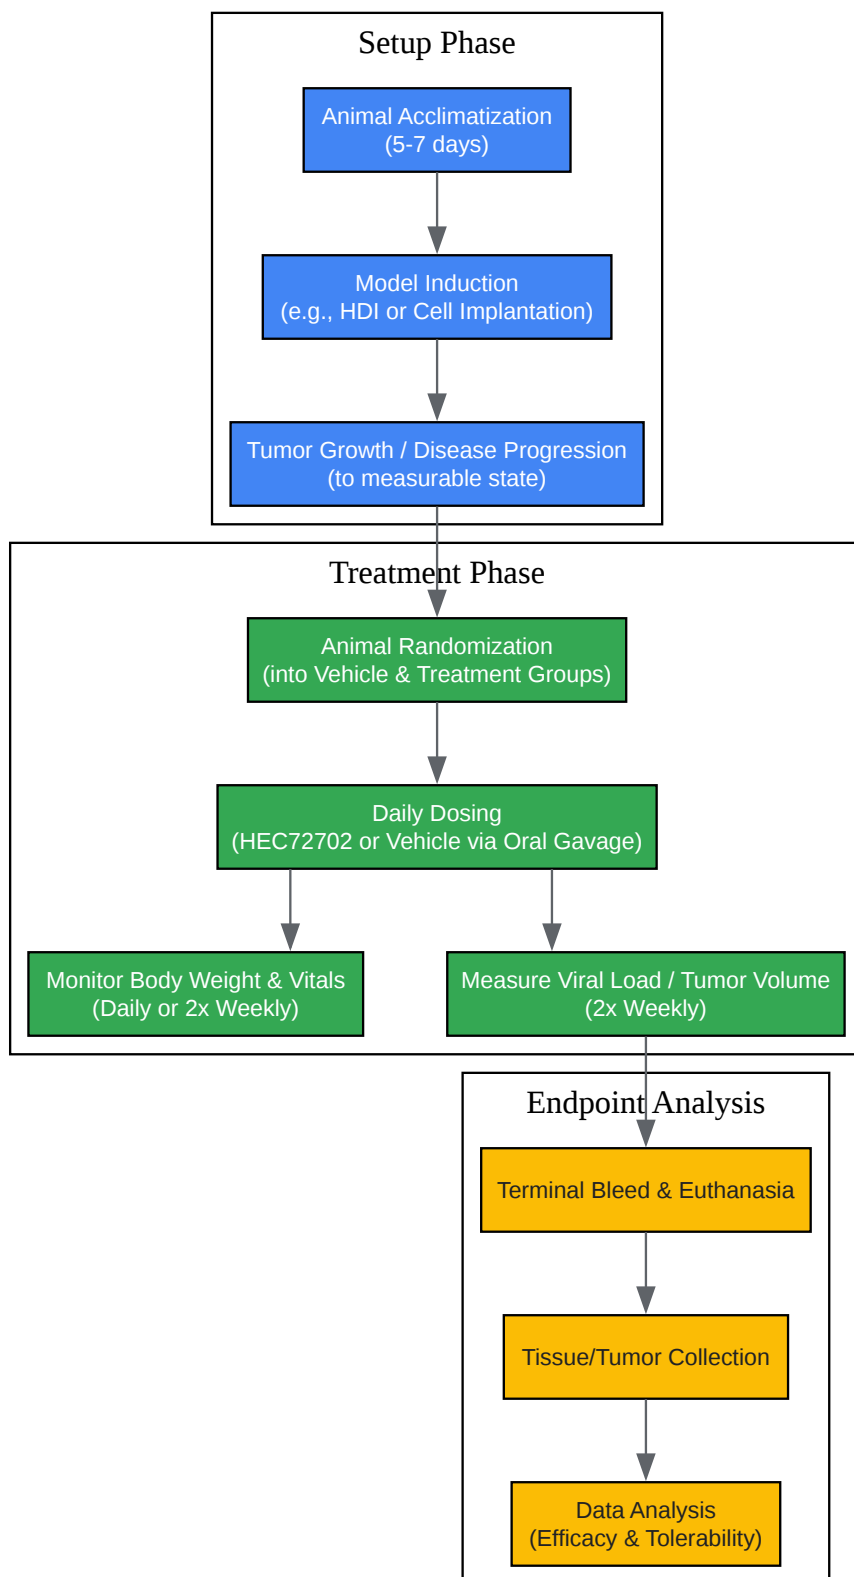 Setup Phase
Animal Acclimatization
(5-7 days)
Model Induction
(e.g., HDI or Cell Implantation)
Tumor Growth / Disease Progression
(to measurable state)
Treatment Phase
Animal Randomization
(into Vehicle & Treatment Groups)
Daily Dosing
(HEC72702 or Vehicle via Oral Gavage)
Monitor Body Weight & Vitals
(Daily or 2x Weekly)
Measure Viral Load / Tumor Volume
(2x Weekly)
Endpoint Analysis
Terminal Bleed & Euthanasia
Tissue/Tumor Collection
Data Analysis
(Efficacy & Tolerability)